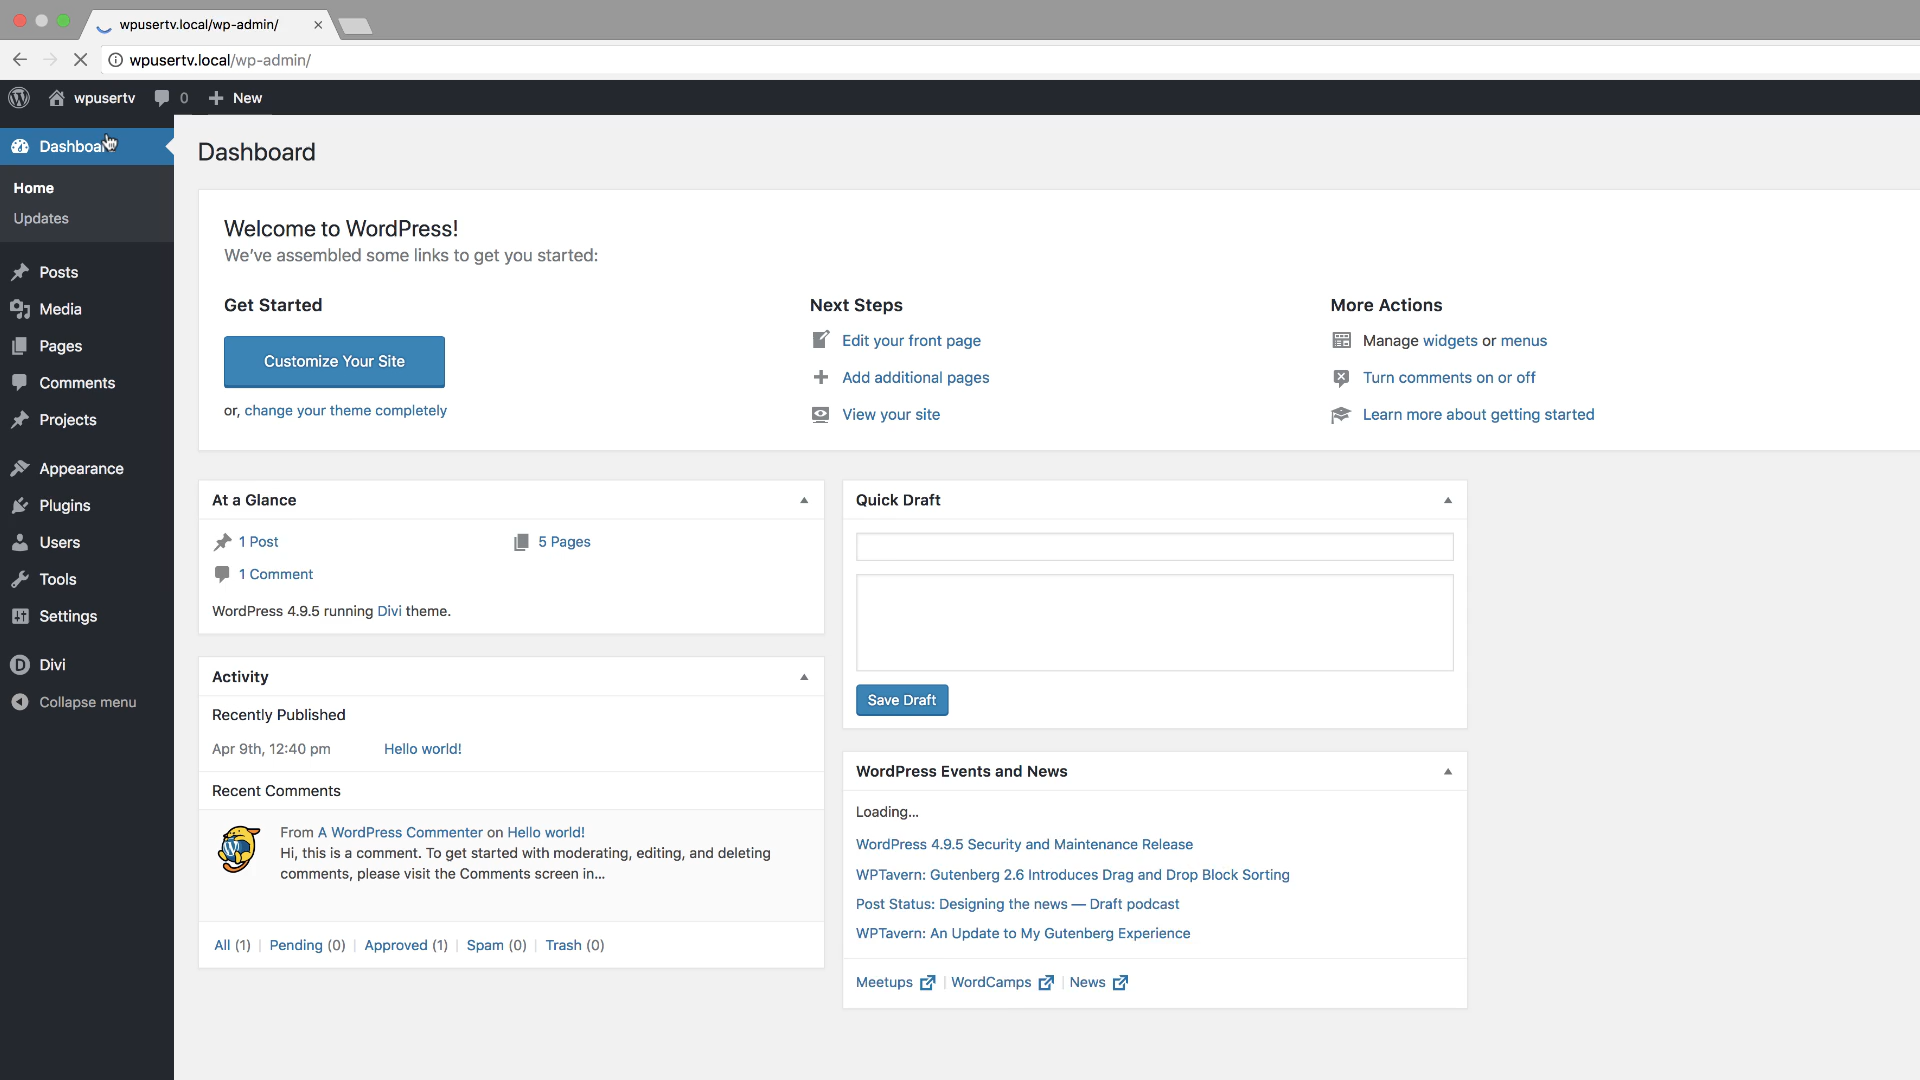 wpusertv.local/wp-admin/
wpusertv.local/wp-admin/
wpusertv 0 New
Dashboard
Home
Updates
Posts
Media
Pages
Comments
Projects
Appearance
Plugins
Users
Tools
Settings
Divi
Collapse menu
Dashboard
Welcome to WordPress!
We've assembled some links to get you started:
Get Started
Customize Your Site
or, change your theme completely
Next Steps
Edit your front page
Add additional pages
View your site
More Actions
Manage widgets or menus
Turn comments on or off
Learn more about getting started
At a Glance
1 Post
5 Pages
1 Comment
WordPress 4.9.5 running Divi theme.
Activity
Recently Published
Apr 9th, 12:40 pm Hello world!
Recent Comments
From A WordPress Commenter on Hello world!
Hi, this is a comment. To get started with moderating, editing, and deleting
comments, please visit the Comments screen in...
All (1) | Pending (0) | Approved (1) | Spam (0) | Trash (0)
Quick Draft
Save Draft
WordPress Events and News
Loading...
WordPress 4.9.5 Security and Maintenance Release
WPTavern: Gutenberg 2.6 Introduces Drag and Drop Block Sorting
Post Status: Designing the news — Draft podcast
WPTavern: An Update to My Gutenberg Experience
Meetups | WordCamps | News